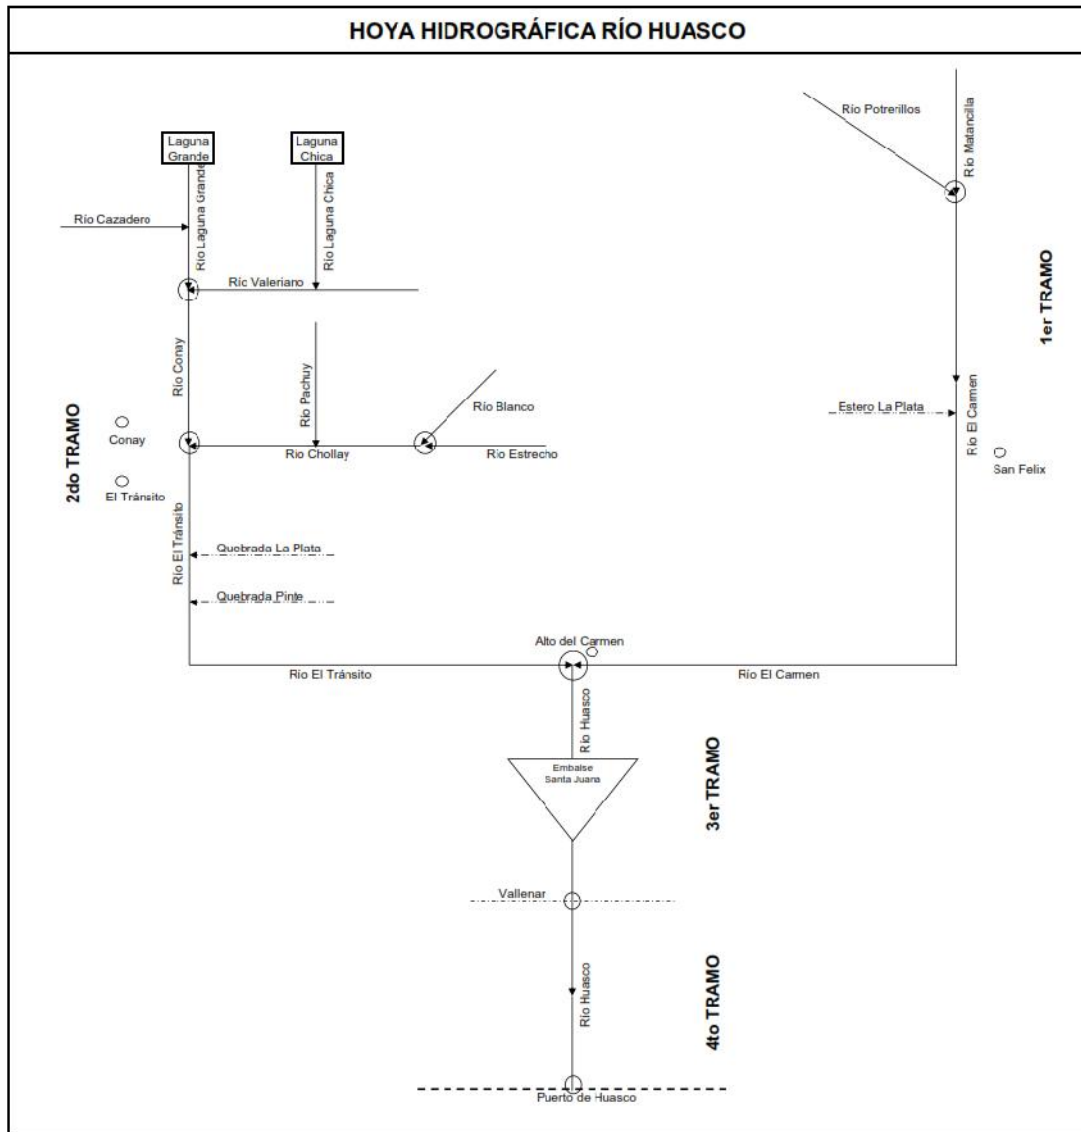 HOYA HIDROGRÁFICA RÍO HUASCO
Río Potrerillos
Río Matancilla
Laguna
Grande
Laguna
Chica
Río Cazadero
Río Laguna Grande
Río Laguna Chica
Río Valeriano
1er TRAMO
Río Conay
Río Pachuy
Río Blanco
Estero La Plata
Río El Carmen
2do TRAMO
Conay
Río Chollay
Río Estrecho
San Felix
El Tránsito
Río El Tránsito
Quebrada La Plata
Quebrada Pinte
Alto del Carmen
Río El Tránsito
Río El Carmen
Río Huasco
Embalse
Santa Juana
3er TRAMO
Vallenar
Río Huasco
4to TRAMO
Puerto de Huasco